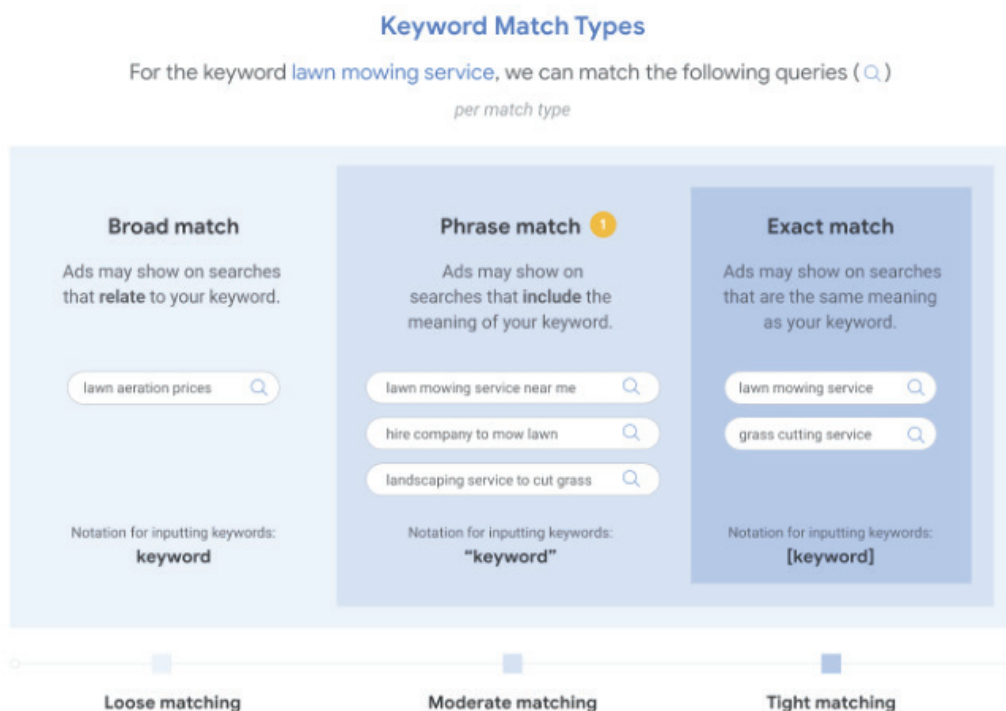 Keyword Match Types
For the keyword lawn mowing service, we can match the following queries ( )
per match type
Broad match
Ads may show on searches
that relate to your keyword.
lawn aeration prices
Notation for inputting keywords:
keyword
Phrase match 1
Ads may show on
searches that include the
meaning of your keyword.
lawn mowing service near me
hire company to mow lawn
landscaping service to cut grass
Notation for inputting keywords:
“keyword”
Exact match
Ads may show on searches
that are the same meaning
as your keyword.
lawn mowing service
grass cutting service
Notation for inputting keywords:
[keyword]
Loose matching
Moderate matching
Tight matching